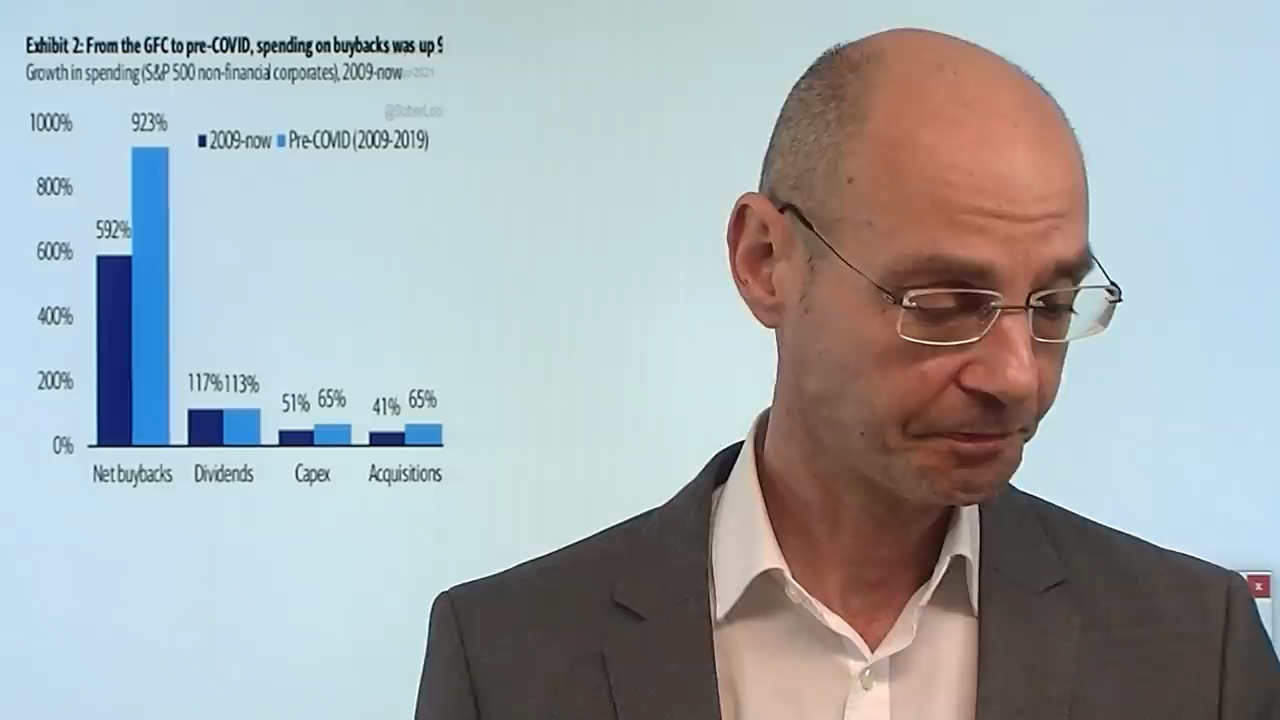 Exhibit 2: From the GFC to pre-COVID, spending on buybacks was up 9
Growth in spending (S&P 500 non-financial corporates), 2009-now
1000%
923%
2009-now
Pre-COVID (2009-2019)
800%
592%
600%
400%
200%
117%
113%
51%
65%
41%
65%
0%
Net buybacks
Dividends
Capex
Acquisitions